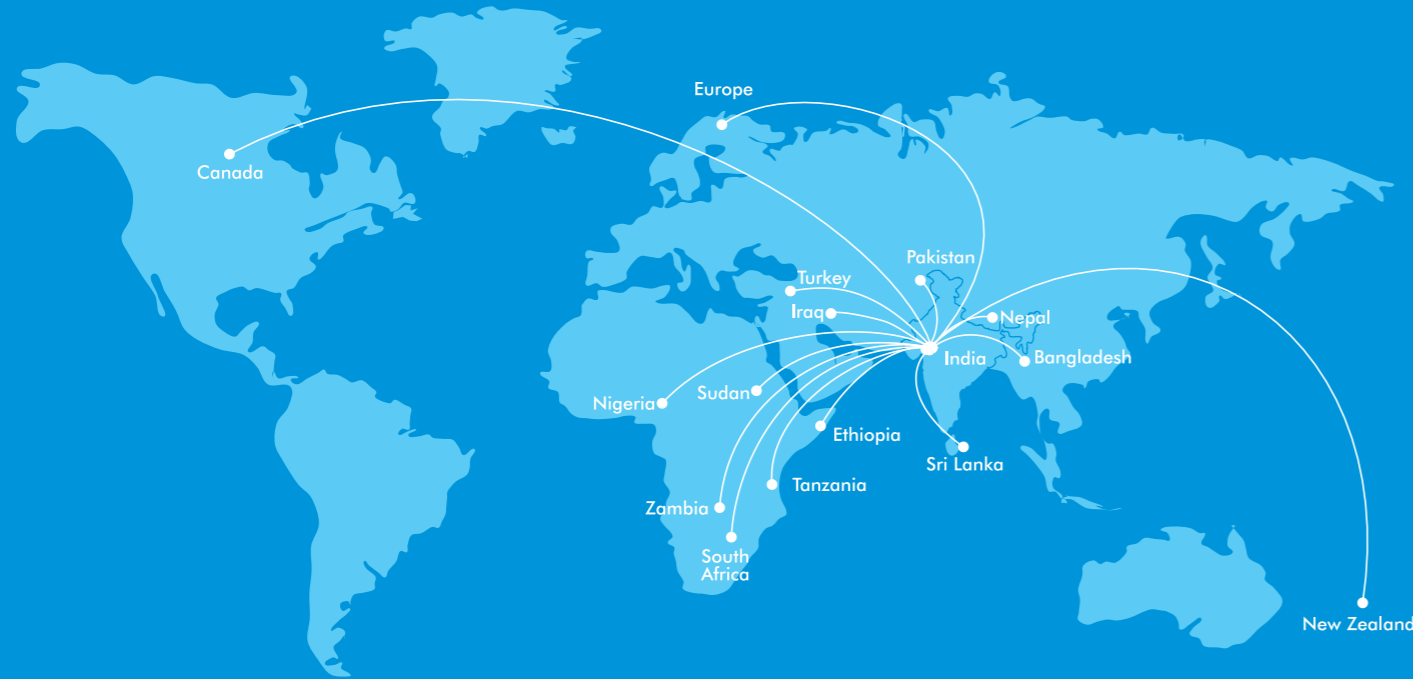 Europe
Canada
Pakistan
Turkey
Iraq
Nepal
India
Bangladesh
Sudan
Nigeria
Ethiopia
Sri Lanka
Tanzania
Zambia
South
Africa
New Zealand